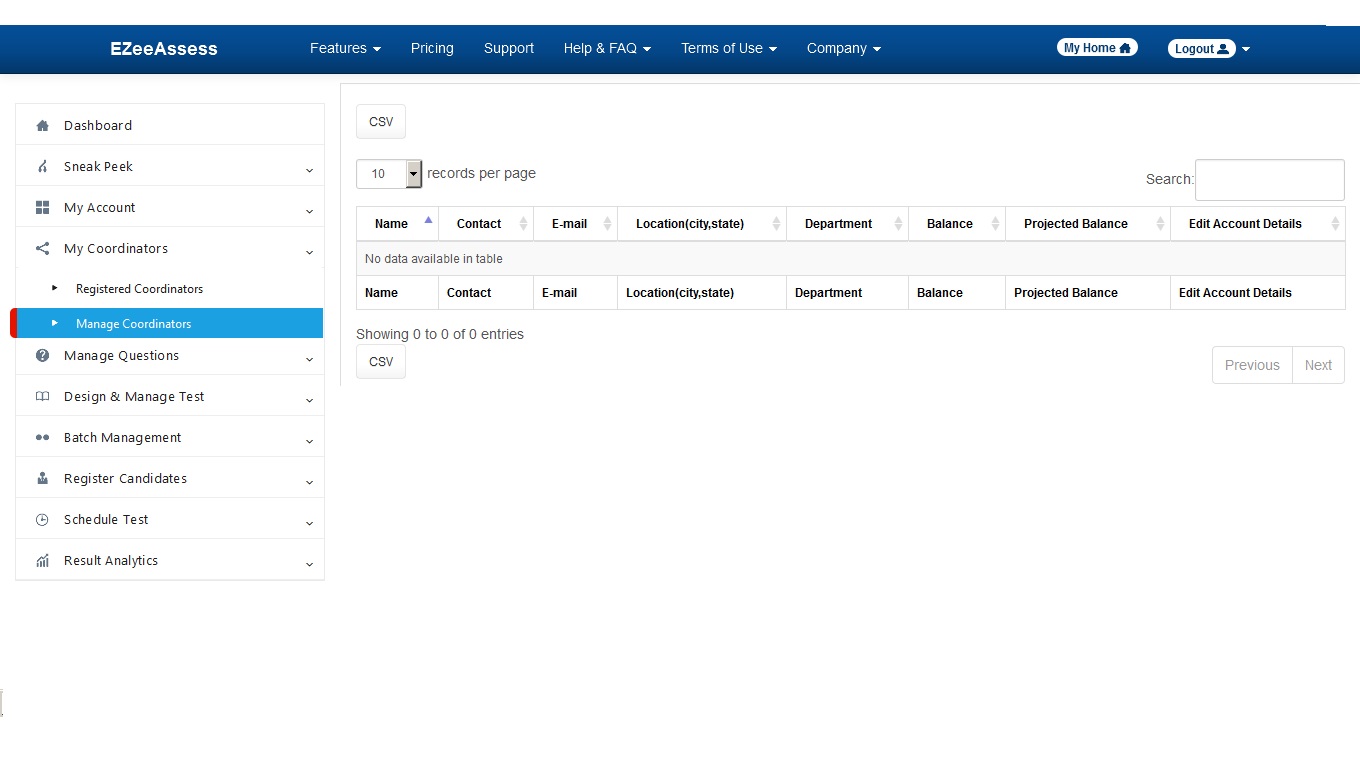 EZeeAssess Features Pricing Support Help & FAQ Terms of Use Company My Home Logout
Dashboard
Sneak Peek
My Account
My Coordinators
Registered Coordinators
Manage Coordinators
Manage Questions
Design & Manage Test
Batch Management
Register Candidates
Schedule Test
Result Analytics
CSV
10 records per page
Search:
Name Contact E-mail Location(city,state) Department Balance Projected Balance Edit Account Details
No data available in table
Name Contact E-mail Location(city,state) Department Balance Projected Balance Edit Account Details
Showing 0 to 0 of 0 entries
CSV
Previous Next